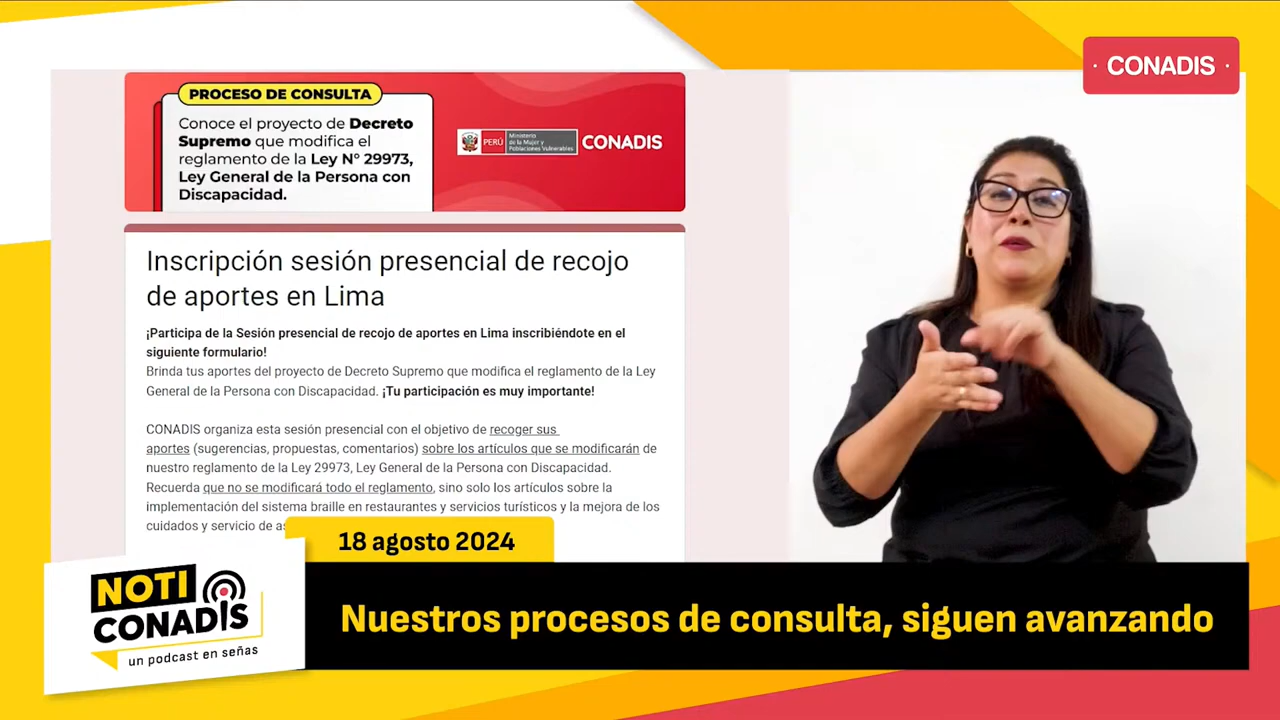 · CONADIS ·
PROCESO DE CONSULTA
Conoce el proyecto de Decreto
Supremo que modifica el
reglamento de la Ley N° 29973,
Ley General de la Persona con
Discapacidad.
PERÚ
Ministerio
de la Mujer y
Poblaciones Vulnerables
CONADIS
Inscripción sesión presencial de recojo
de aportes en Lima
¡Participa de la Sesión presencial de recojo de aportes en Lima inscribiéndote en el
siguiente formulario!
Brinda tus aportes del proyecto de Decreto Supremo que modifica el reglamento de la Ley
General de la Persona con Discapacidad. ¡Tu participación es muy importante!
CONADIS organiza esta sesión presencial con el objetivo de recoger sus
aportes (sugerencias, propuestas, comentarios) sobre los artículos que se modificarán de
nuestro reglamento de la Ley 29973, Ley General de la Persona con Discapacidad.
Recuerda que no se modificará todo el reglamento, sino solo los artículos sobre la
implementación del sistema braille en restaurantes y servicios turísticos y la mejora de los
cuidados y servicio de
18 agosto 2024
NOTI
CONADIS
un podcast en señas
Nuestros procesos de consulta, siguen avanzando